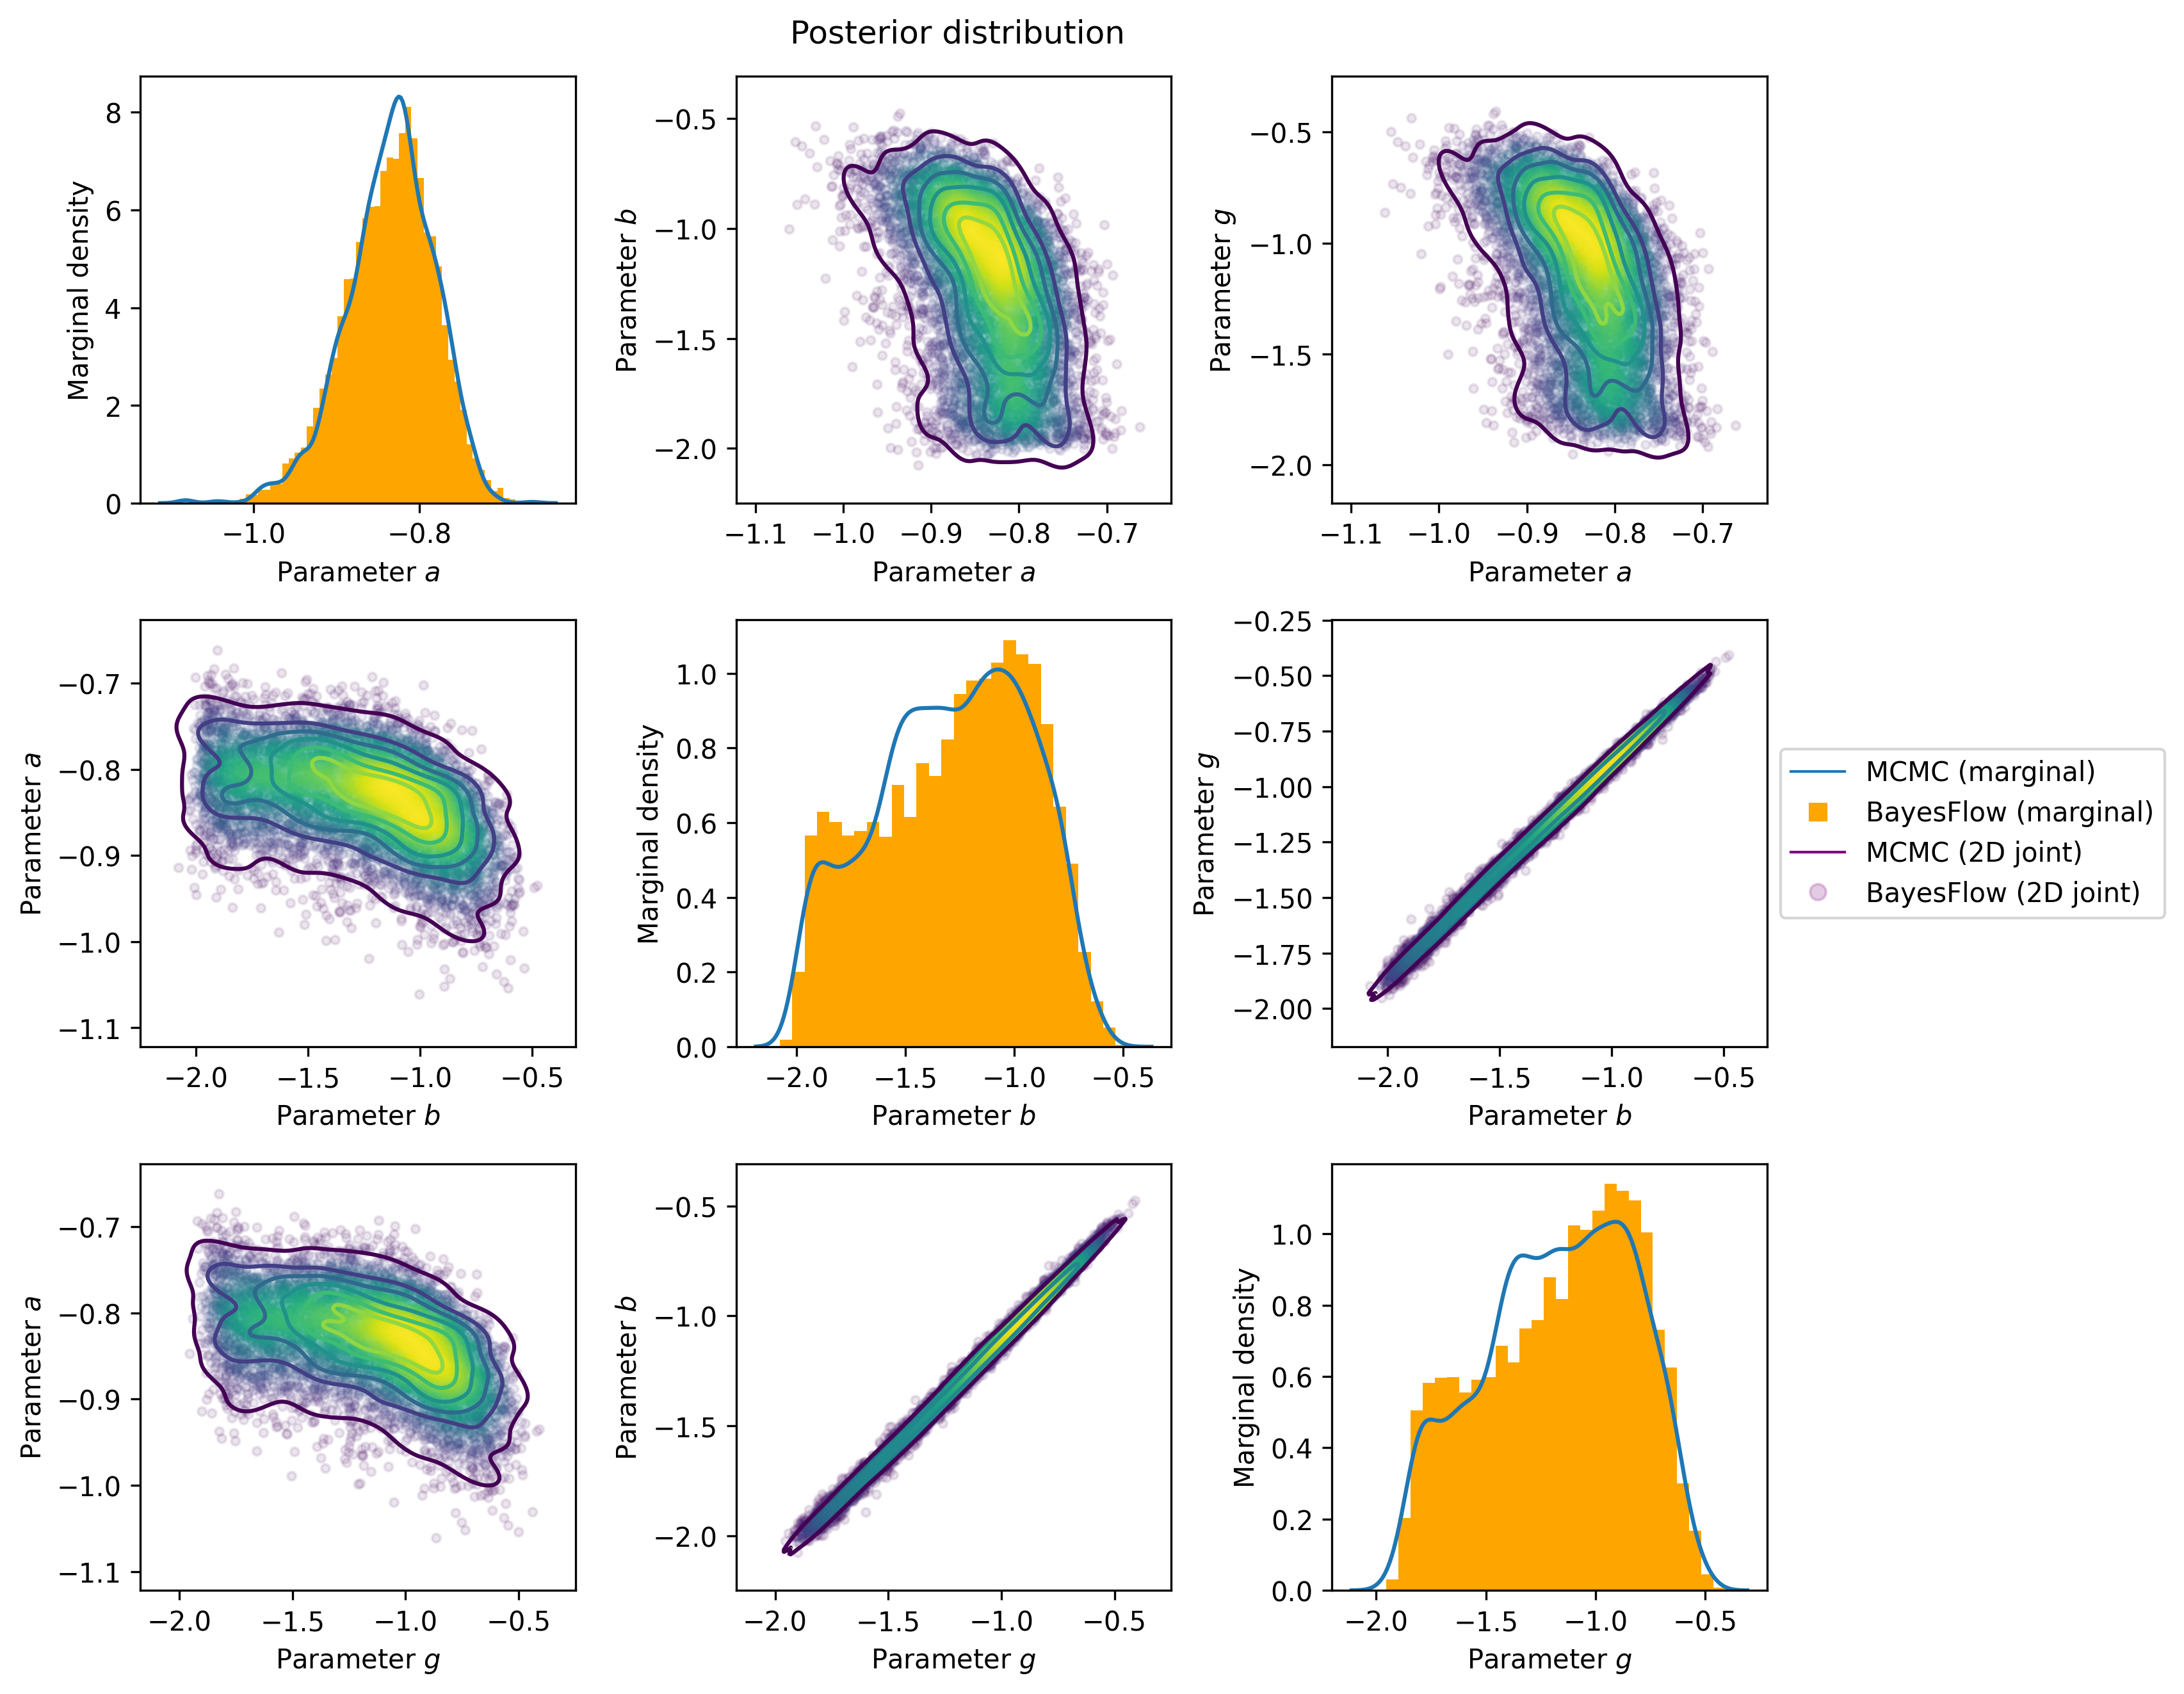 Posterior distribution
8
6
4
2
0
Marginal density
−1.0 −0.8
Parameter a
−0.5
−1.0
−1.5
−2.0
Parameter b
−1.1 −1.0 −0.9 −0.8 −0.7
Parameter a
−0.5
−1.0
−1.5
−2.0
Parameter g
−1.1 −1.0 −0.9 −0.8 −0.7
Parameter a
−0.7
−0.8
−0.9
−1.0
−1.1
Parameter a
−2.0 −1.5 −1.0 −0.5
Parameter b
1.0
0.8
0.6
0.4
0.2
0.0
Marginal density
−2.0 −1.5 −1.0 −0.5
Parameter b
−0.25
−0.50
−0.75
−1.00
−1.25
−1.50
−1.75
−2.00
Parameter g
−2.0 −1.5 −1.0 −0.5
Parameter b
MCMC (marginal)
BayesFlow (marginal)
MCMC (2D joint)
BayesFlow (2D joint)
−0.7
−0.8
−0.9
−1.0
−1.1
Parameter a
−2.0 −1.5 −1.0 −0.5
Parameter g
−0.5
−1.0
−1.5
−2.0
Parameter b
−2.0 −1.5 −1.0 −0.5
Parameter g
1.0
0.8
0.6
0.4
0.2
0.0
Marginal density
−2.0 −1.5 −1.0 −0.5
Parameter g